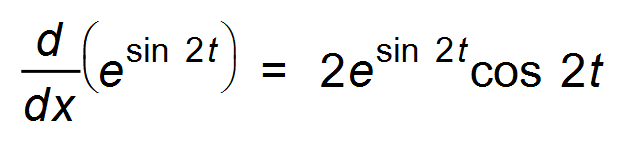 d/dx (e^sin 2t) = 2e^sin 2t cos 2t